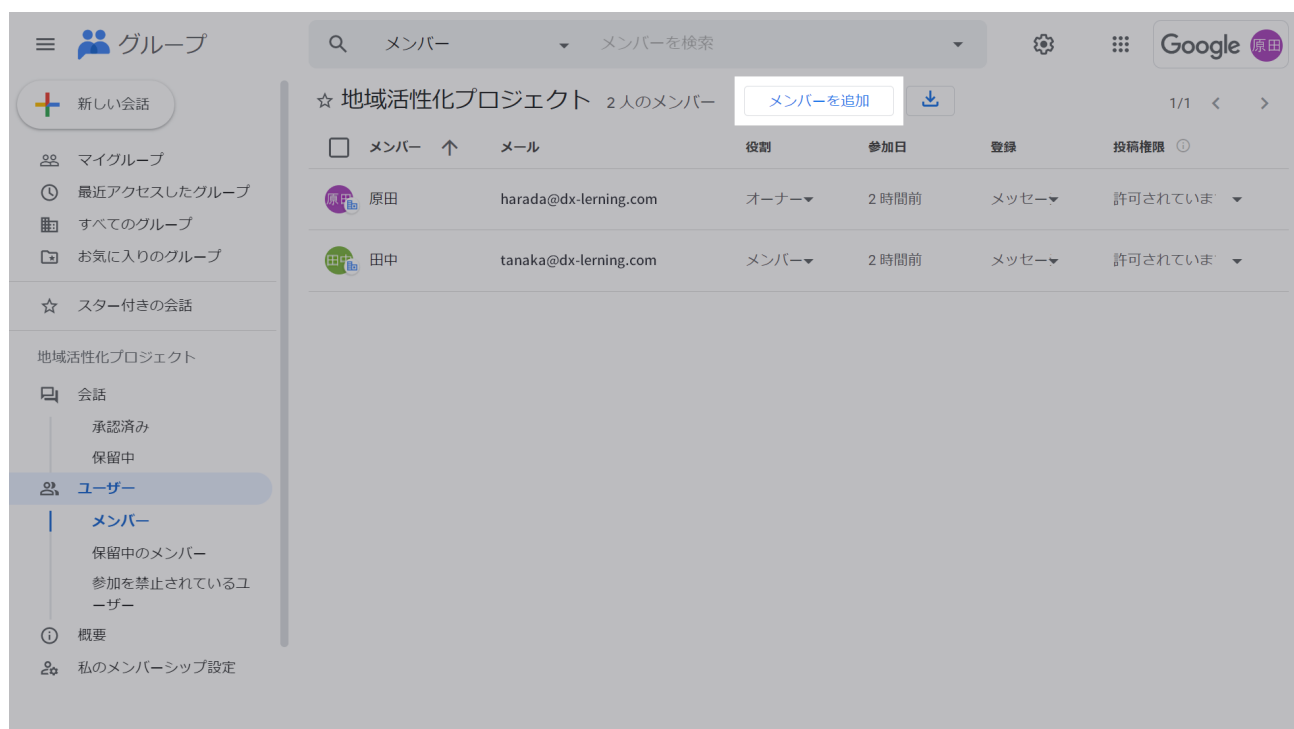 グループ
メンバー メンバーを検索
Google 原田
新しい会話
マイグループ
最近アクセスしたグループ
すべてのグループ
お気に入りのグループ
スター付きの会話
地域活性化プロジェクト
会話
承認済み
保留中
ユーザー
メンバー
保留中のメンバー
参加を禁止されているユ
ーザー
概要
私のメンバーシップ設定
地域活性化プロジェクト 2 人のメンバー メンバーを追加 1/1
メンバー メール 役割 参加日 登録 投稿権限
原田 原田 harada@dx-lerning.com オーナー 2 時間前 メッセー 許可されていま
田中 田中 tanaka@dx-lerning.com メンバー 2 時間前 メッセー 許可されていま